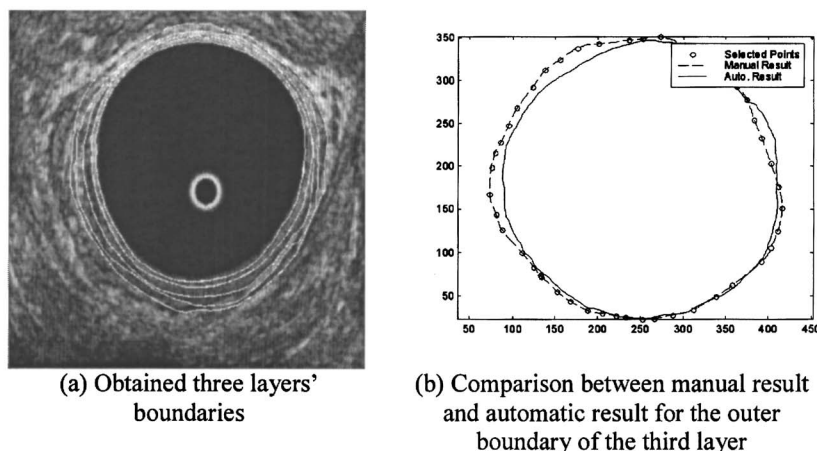 (a) Obtained three layers'
boundaries
350
300
250
200
150
100
50
50 100 150 200 250 300 350 400 450
Selected Points
Manual Result
Auto. Result
(b) Comparison between manual result
and automatic result for the outer
boundary of the third layer